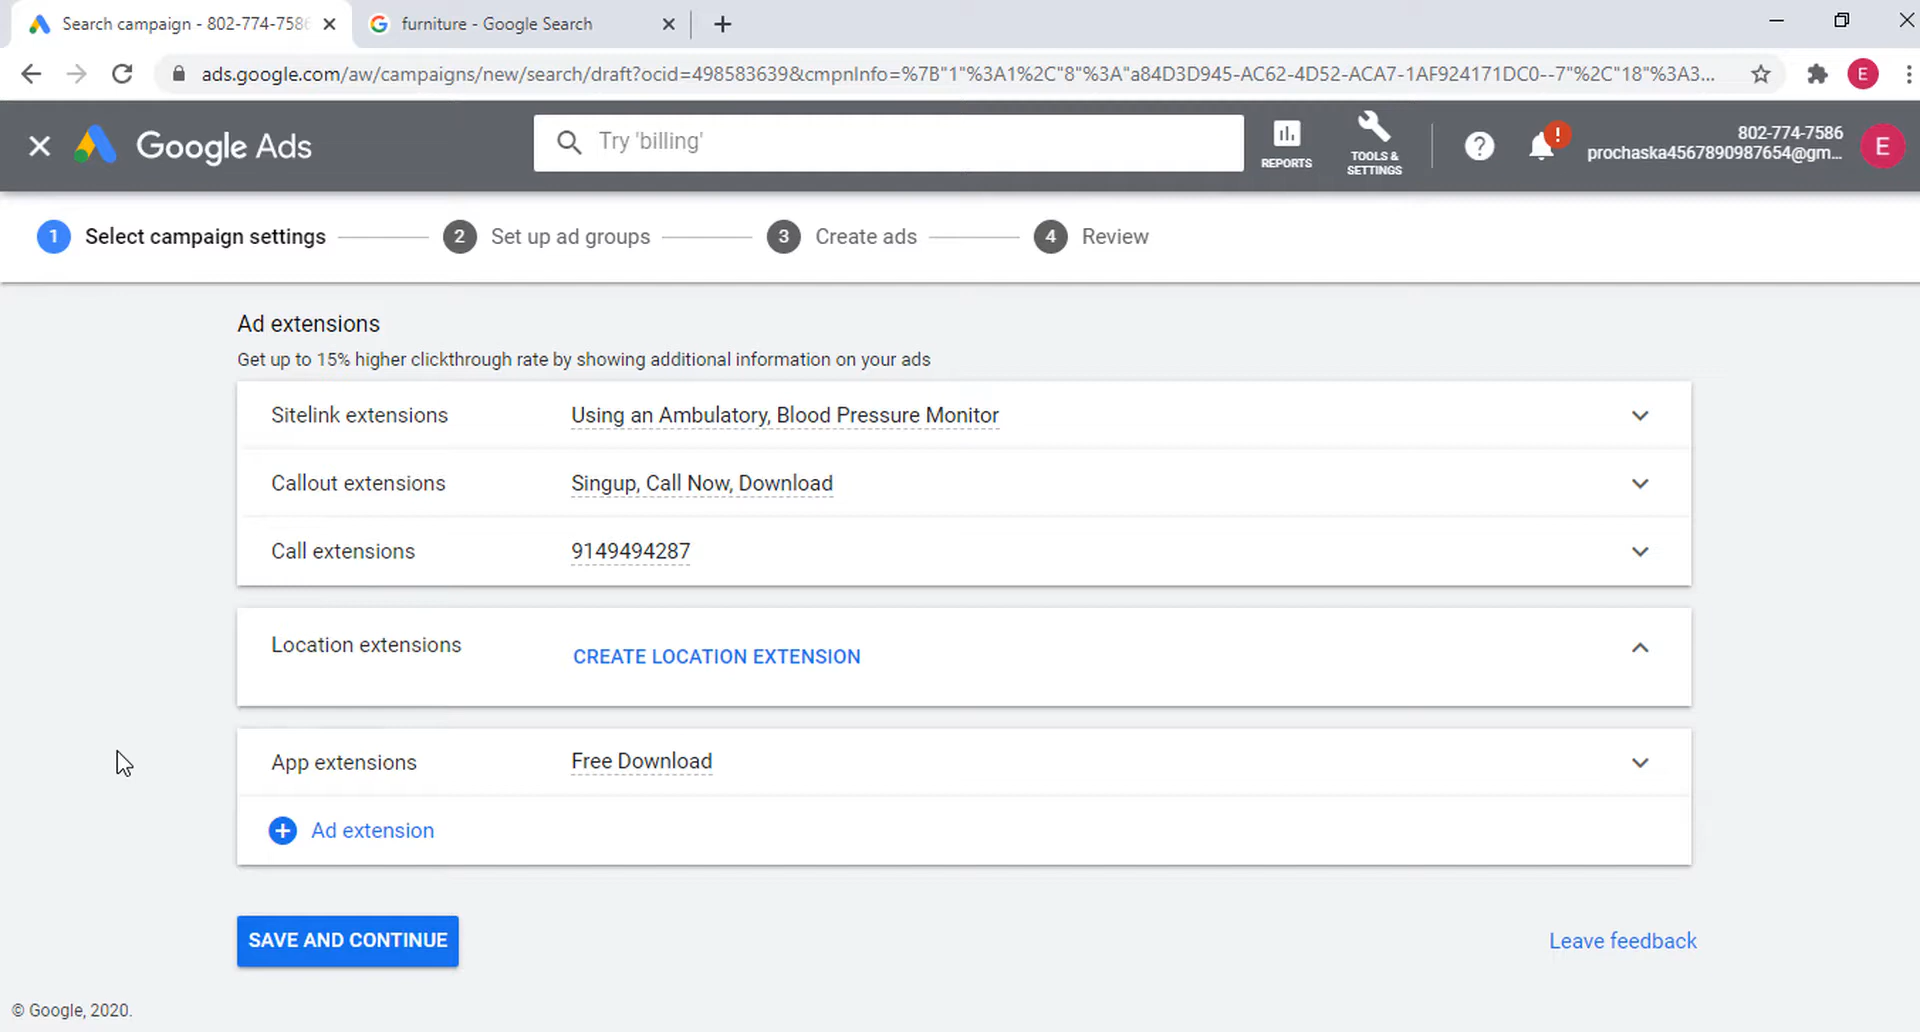 Search campaign - 802-774-7586
furniture - Google Search
ads.google.com/aw/campaigns/new/search/draft?ocid=498583639&cmpnInfo=%7B"1"%3A1%2C"8"%3A"a84D3D945-AC62-4D52-ACA7-1AF924171DC0--7"%2C"18"%3A3...
E
Google Ads
Try 'billing'
REPORTS
TOOLS &
SETTINGS
?
!
802-774-7586
prochaska4567890987654@gm...
E
1 Select campaign settings
2 Set up ad groups
3 Create ads
4 Review
Ad extensions
Get up to 15% higher clickthrough rate by showing additional information on your ads
Sitelink extensions
Using an Ambulatory, Blood Pressure Monitor
Callout extensions
Singup, Call Now, Download
Call extensions
9149494287
Location extensions
CREATE LOCATION EXTENSION
App extensions
Free Download
Ad extension
SAVE AND CONTINUE
Leave feedback
© Google, 2020.